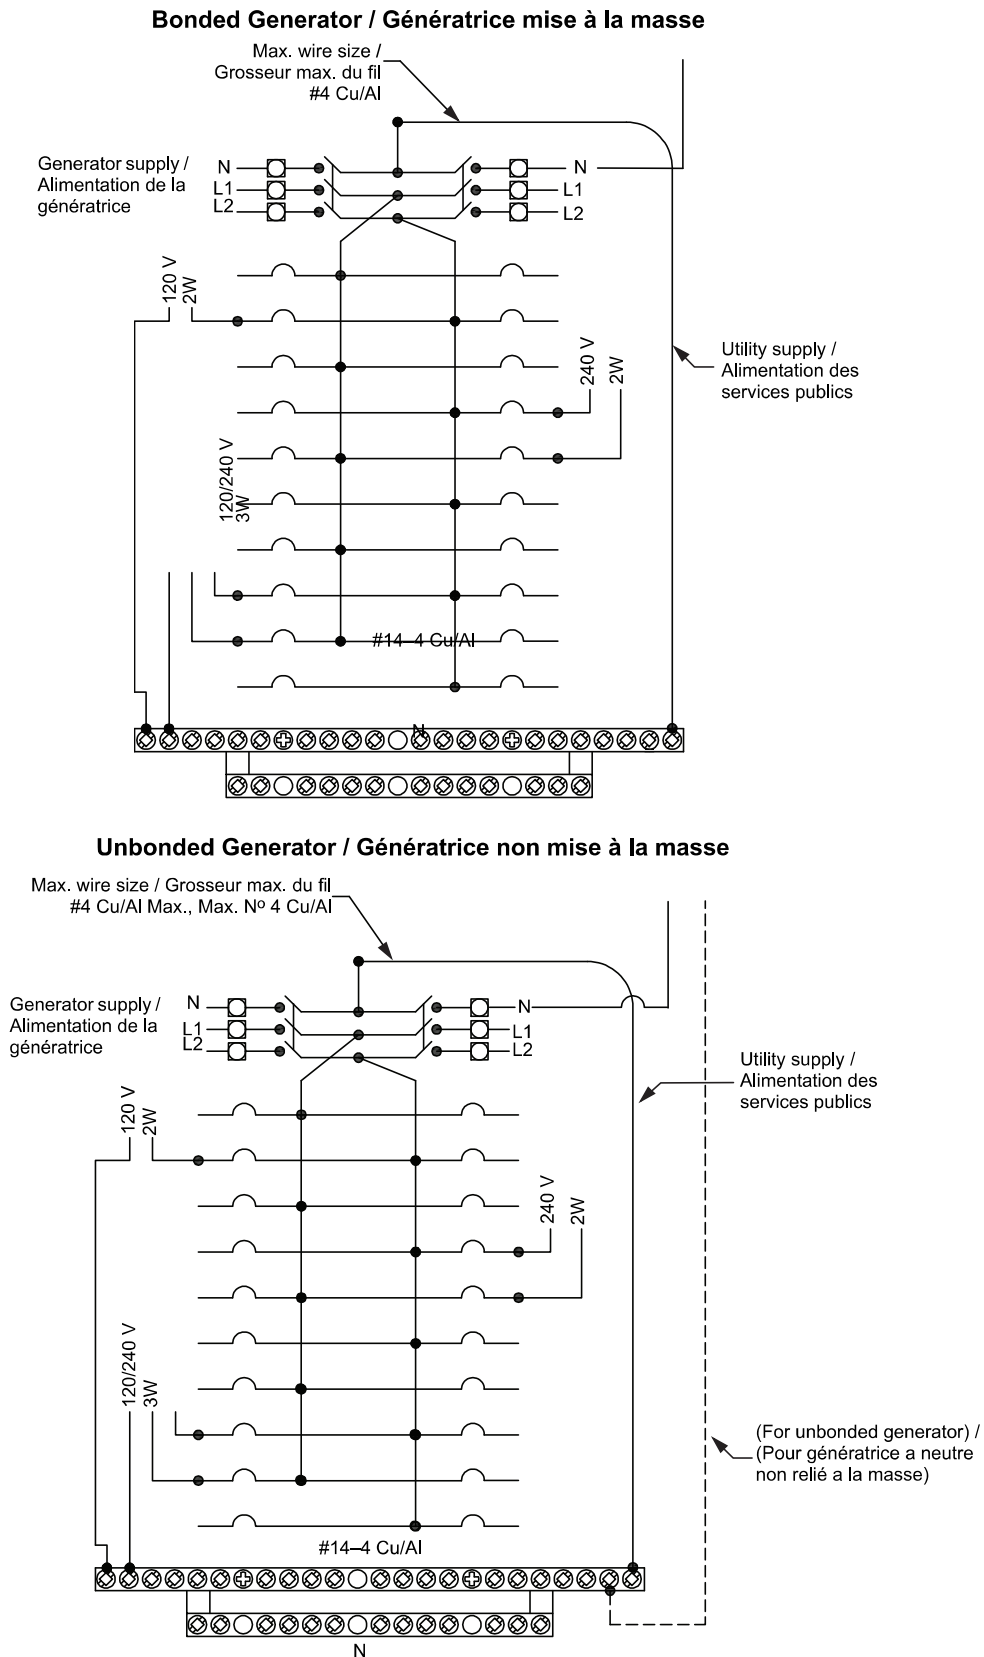 Bonded Generator / Génératrice mise à la masse
Max. wire size /
Grosseur max. du fil
#4 Cu/Al
Generator supply /
Alimentation de la
génératrice
N
L1
L2
N
L1
L2
120 V
2W
240 V
2W
Utility supply /
Alimentation des
services publics
120/240 V
3W
#14–4 Cu/Al
N
Unbonded Generator / Génératrice non mise à la masse
Max. wire size / Grosseur max. du fil
#4 Cu/Al Max., Max. Nº 4 Cu/Al
Generator supply /
Alimentation de la
génératrice
N
L1
L2
N
L1
L2
Utility supply /
Alimentation des
services publics
120 V
2W
240 V
2W
120/240 V
3W
(For unbonded generator) /
(Pour génératrice a neutre
non relié a la masse)
#14–4 Cu/Al
N